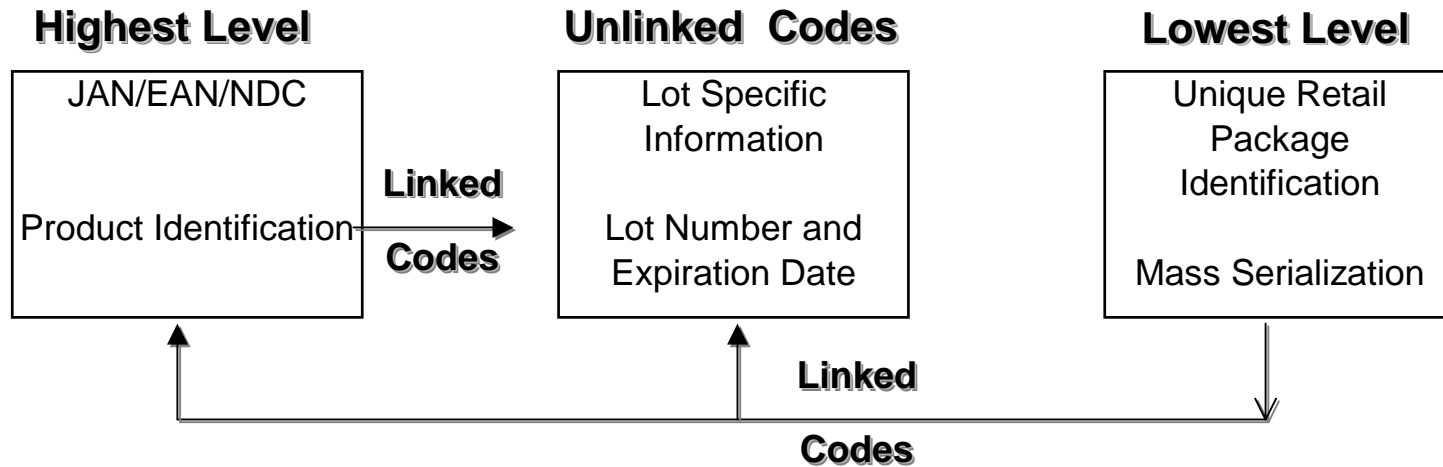 Highest Level
Unlinked Codes
Lowest Level
JAN/EAN/NDC
Product Identification
Linked
Codes
Lot Specific
Information
Lot Number and
Expiration Date
Unique Retail
Package
Identification
Mass Serialization
Linked
Codes